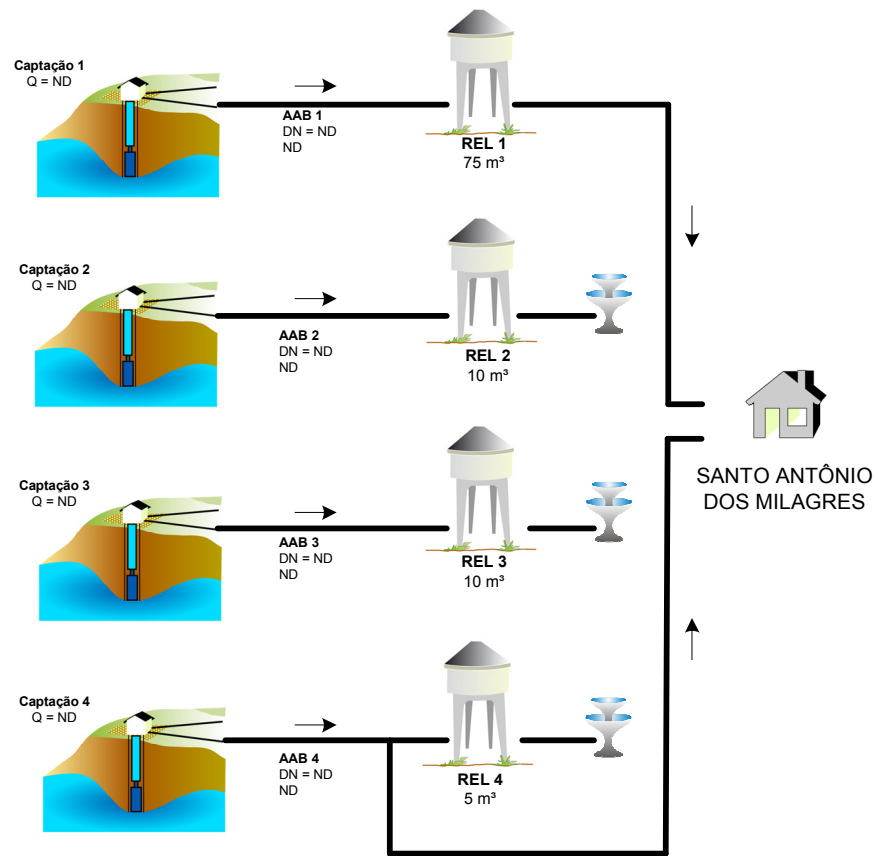 Captação 1
Q = ND
AAB 1
DN = ND
ND
REL 1
75 m³
Captação 2
Q = ND
AAB 2
DN = ND
ND
REL 2
10 m³
Captação 3
Q = ND
AAB 3
DN = ND
ND
REL 3
10 m³
SANTO ANTÔNIO
DOS MILAGRES
Captação 4
Q = ND
AAB 4
DN = ND
ND
REL 4
5 m³